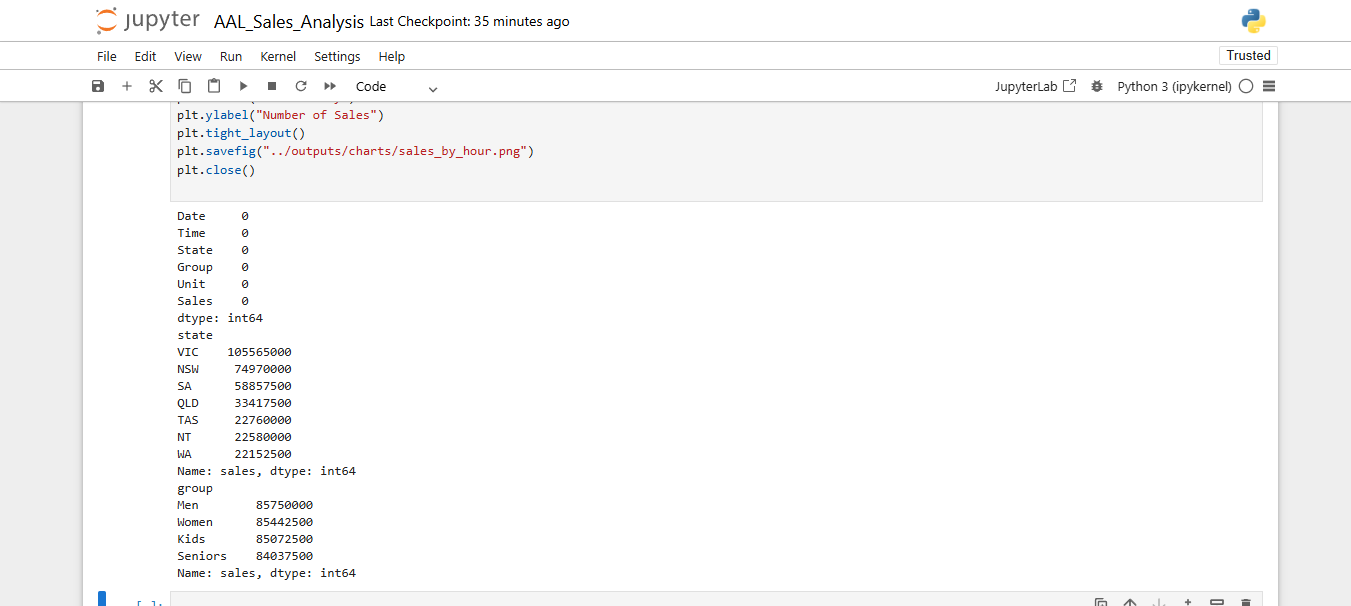 jupyter AAL_Sales_Analysis Last Checkpoint: 35 minutes ago
File Edit View Run Kernel Settings Help Trusted
Code JupyterLab Python 3 (ipykernel)
plt.ylabel("Number of Sales")
plt.tight_layout()
plt.savefig("../outputs/charts/sales_by_hour.png")
plt.close()
Date 0
Time 0
State 0
Group 0
Unit 0
Sales 0
dtype: int64
state
VIC 105565000
NSW 74970000
SA 58857500
QLD 33417500
TAS 22760000
NT 22580000
WA 22152500
Name: sales, dtype: int64
group
Men 85750000
Women 85442500
Kids 85072500
Seniors 84037500
Name: sales, dtype: int64
[ ]: